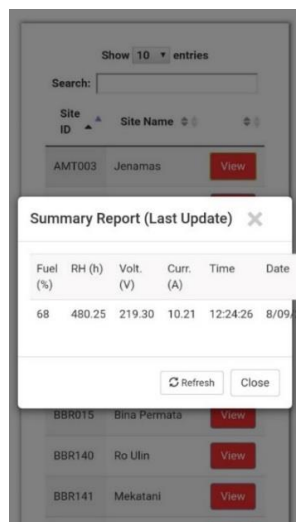 Show 10 entries
Search:
Site ID Site Name
AMT003 Jenamas View
Summary Report (Last Update)
Fuel (%) RH (h) Volt. (V) Curr. (A) Time Date
68 480.25 219.30 10.21 12:24:26 8/09/
Refresh Close
BBR015 Bina Permata View
BBR140 Ro Ulin View
BBR141 Mekatani View